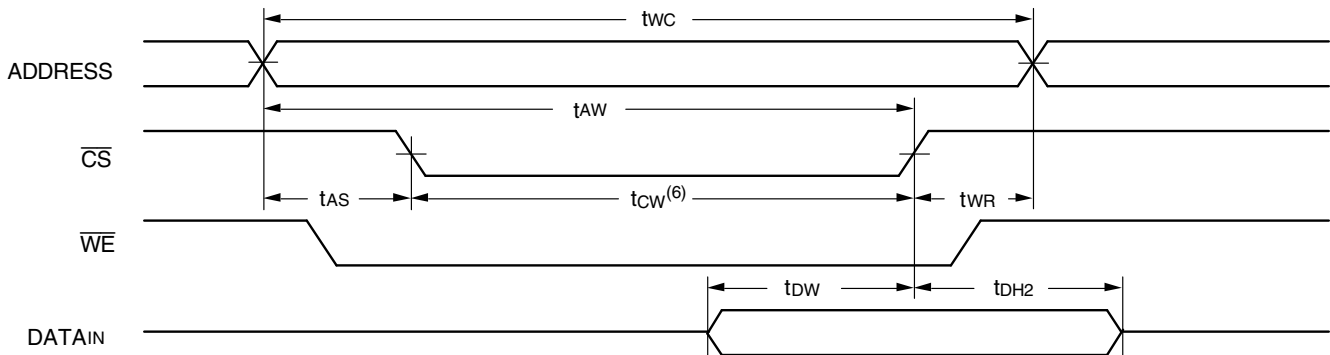 tWC
ADDRESS
tAW
CS
tAS
tCW(6)
tWR
WE
tDW
tDH2
DATAIN